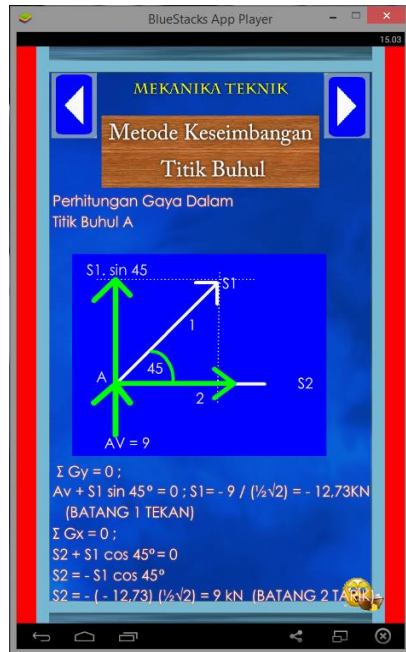 BlueStacks App Player
15.03
MEKANIKA TEKNIK
Metode Keseimbangan
Titik Buhul
Perhitungan Gaya Dalam
Titik Buhul A
S1. sin 45
S1
1
A
45
S2
2
AV = 9
Σ Gy = 0 ;
Av + S1 sin 45° = 0 ; S1= - 9 / (½√2) = - 12,73KN
(BATANG 1 TEKAN)
Σ Gx = 0 ;
S2 + S1 cos 45°= 0
S2 = - S1 cos 45°
S2 = - ( - 12,73) (½√2) = 9 kN (BATANG 2 TARIK)